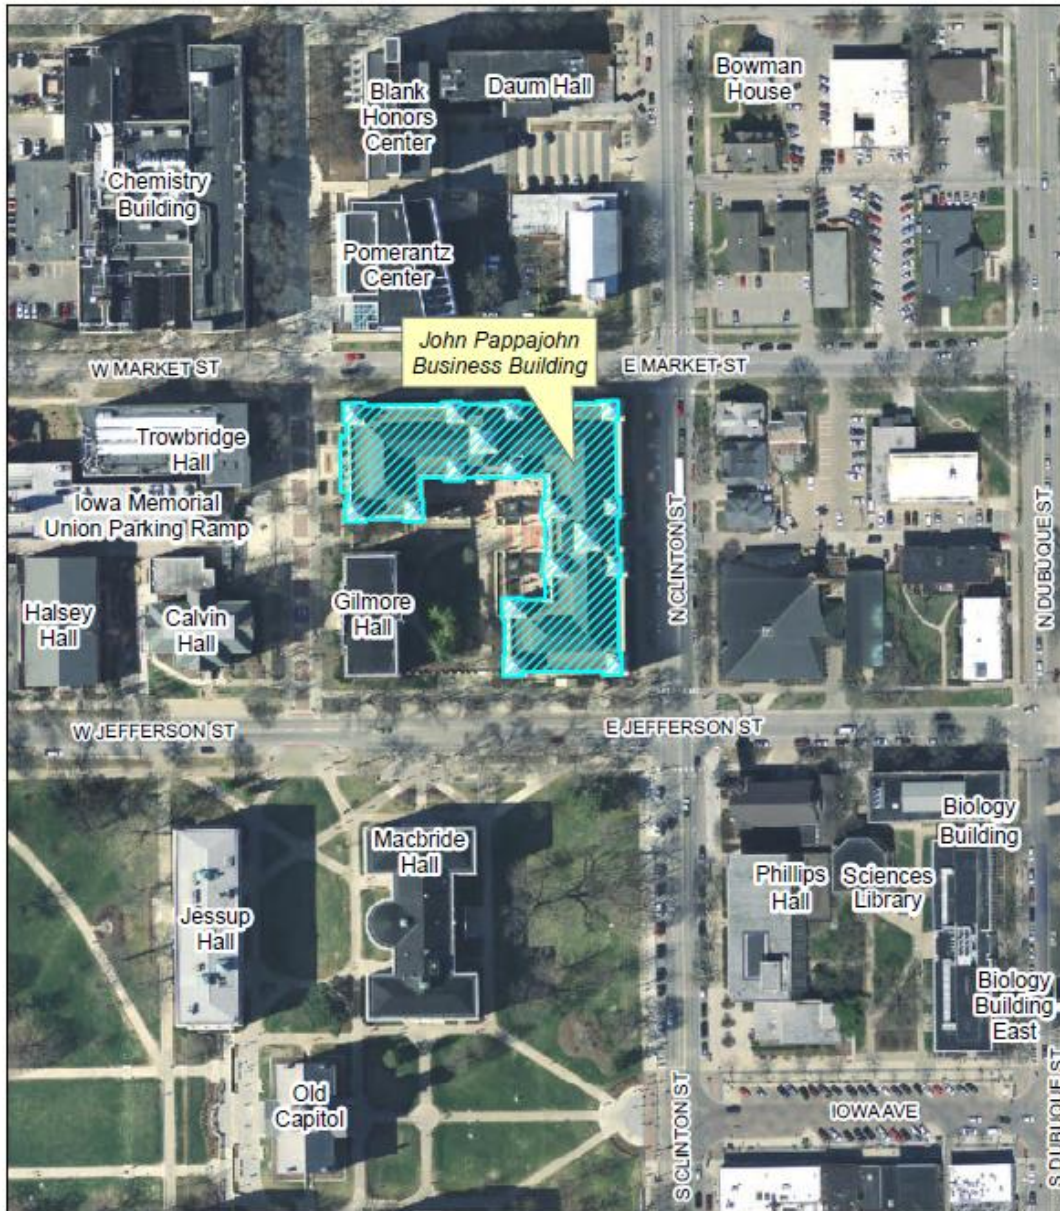 Blank
Honors
Center
Daum Hall
Bowman
House
Chemistry
Building
Pomerantz
Center
John Pappajohn
Business Building
W MARKET ST
E MARKET ST
Trowbridge
Hall
Iowa Memorial
Union Parking Ramp
N CLINTON ST
N DUBUQUE ST
Halsey
Hall
Calvin
Hall
Gilmore
Hall
W JEFFERSON ST
E JEFFERSON ST
Macbride
Hall
Jessup
Hall
Phillips
Hall
Sciences
Library
Biology
Building
Biology
Building
East
Old
Capitol
S CLINTON ST
IOWA AVE
S DUBUQUE ST